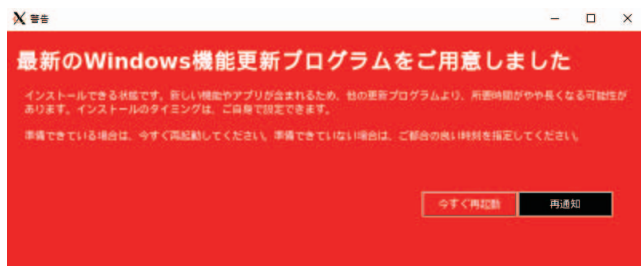 警告
最新のWindows機能更新プログラムをご用意しました
インストールできる状態です。新しい機能やアプリが含まれるため、他の更新プログラムより、所要時間がやや長くなる可能性が
あります。インストールのタイミングは、ご自身で設定できます。
準備できている場合は、今すぐ再起動してください。準備できていない場合は、ご都合の良い時刻を指定してください。
今すぐ再起動 再通知